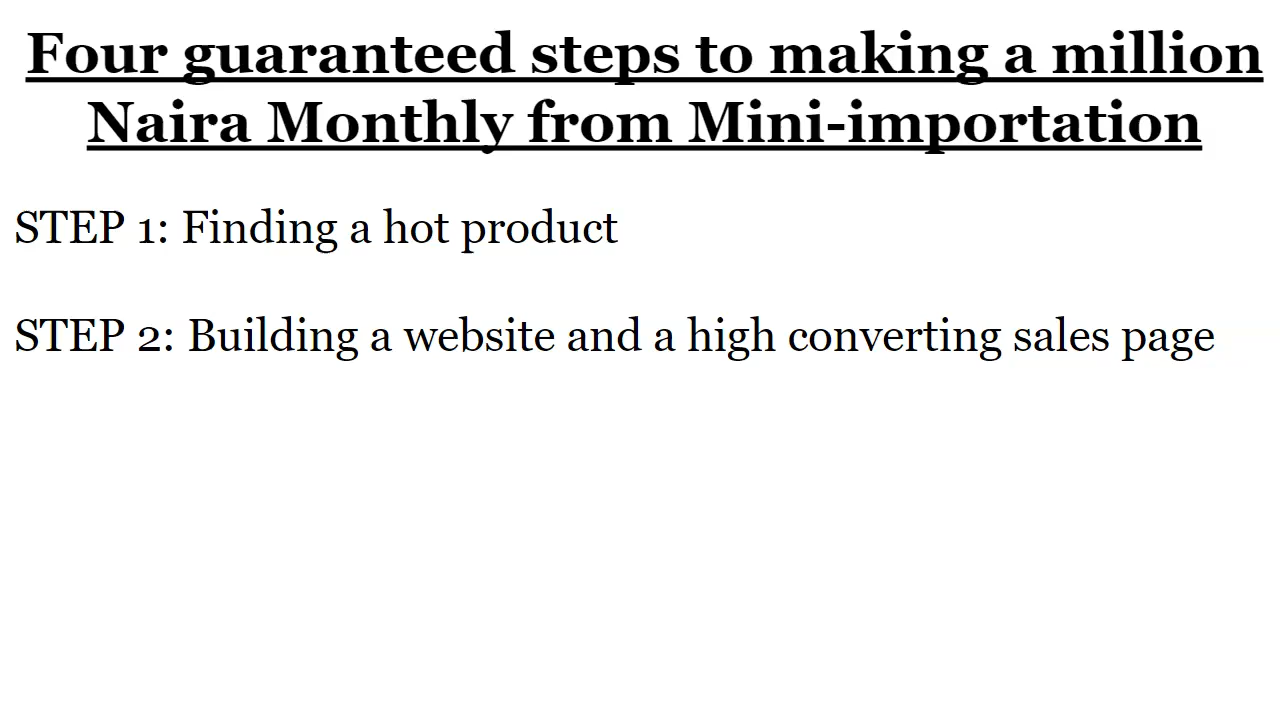 Four guaranteed steps to making a million
Naira Monthly from Mini-importation
STEP 1: Finding a hot product
STEP 2: Building a website and a high converting sales page